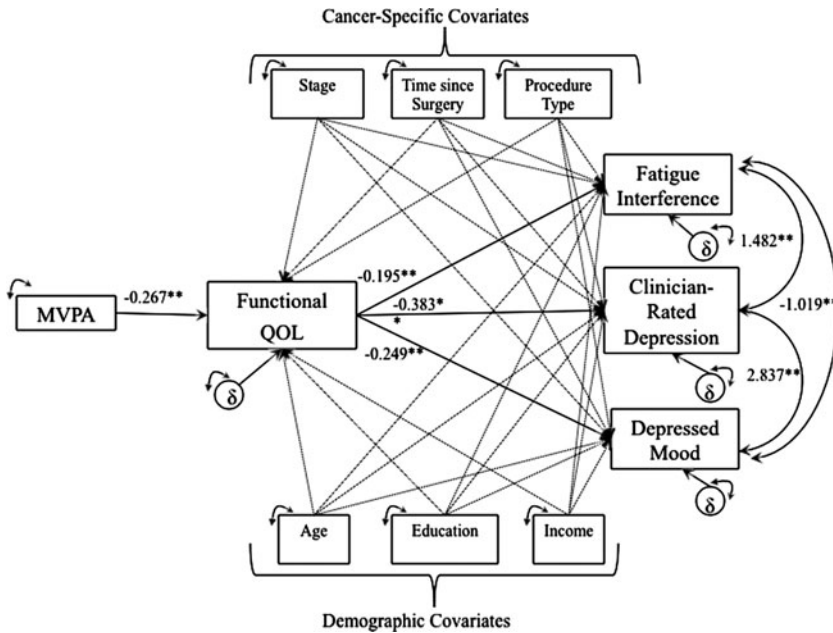 Cancer-Specific Covariates
Stage
Time since
Surgery
Procedure
Type
Fatigue
Interference
δ
1.482**
-0.195**
MVPA
-0.267**
Functional
QOL
-0.383*
*
Clinician-
Rated
Depression
-1.019**
-0.249**
δ
δ
2.837**
Depressed
Mood
δ
Age
Education
Income
Demographic Covariates